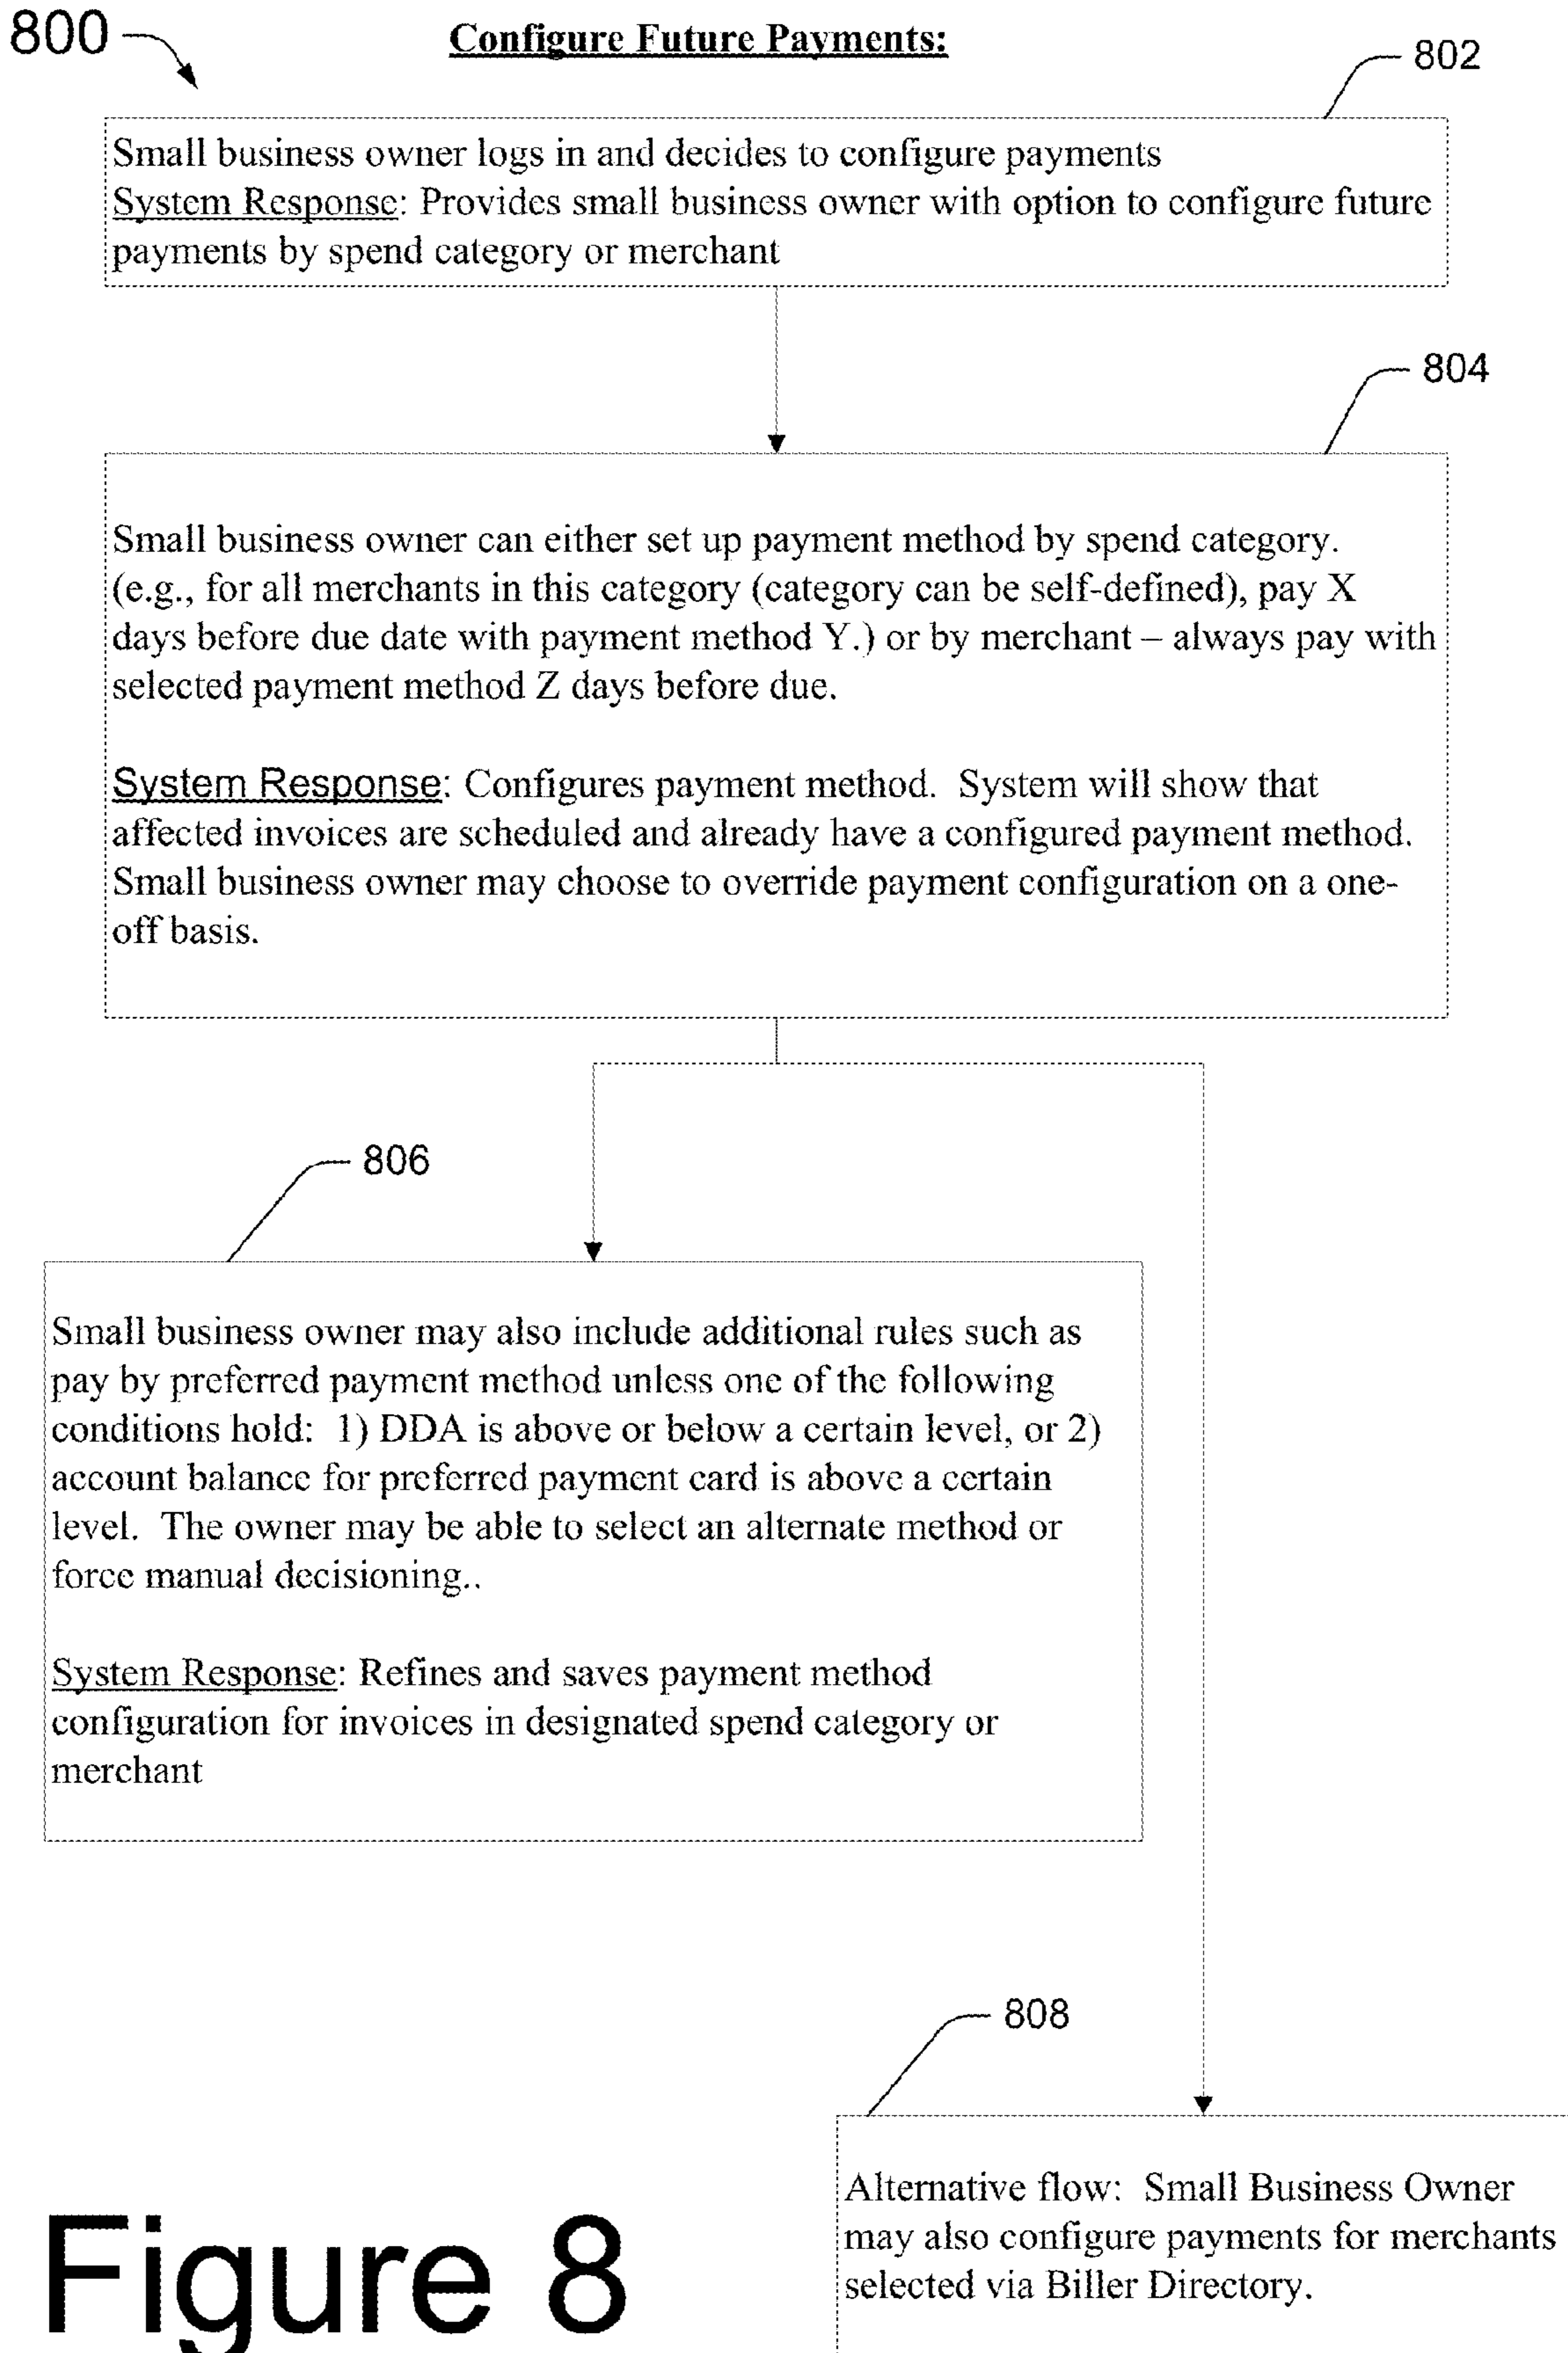 800
Configure Future Payments:
802
Small business owner logs in and decides to configure payments
System Response: Provides small business owner with option to configure future
payments by spend category or merchant
804
Small business owner can either set up payment method by spend category.
(e.g., for all merchants in this category (category can be self-defined), pay X
days before due date with payment method Y.) or by merchant – always pay with
selected payment method Z days before due.
System Response: Configures payment method. System will show that
affected invoices are scheduled and already have a configured payment method.
Small business owner may choose to override payment configuration on a one-
off basis.
806
Small business owner may also include additional rules such as
pay by preferred payment method unless one of the following
conditions hold: 1) DDA is above or below a certain level, or 2)
account balance for preferred payment card is above a certain
level. The owner may be able to select an alternate method or
force manual decisioning..
System Response: Refines and saves payment method
configuration for invoices in designated spend category or
merchant
808
Alternative flow: Small Business Owner
may also configure payments for merchants
selected via Biller Directory.
Figure 8